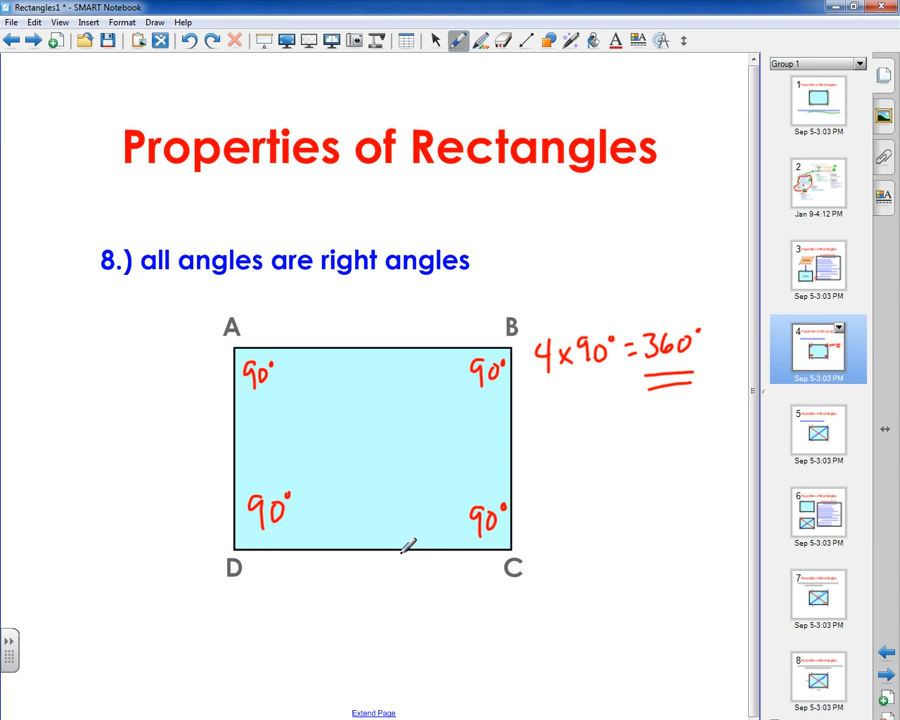 Rectangles1 * - SMART Notebook
File Edit View Insert Format Draw Help
Group 1
Properties of Rectangles
8.) all angles are right angles
A
B
4 x 90° = 360°
90°
90°
90°
90°
D
C
Extend Page
1
Sep 5-3:03 PM
2
Jan 9-4:12 PM
3
Sep 5-3:03 PM
4
Sep 5-3:03 PM
5
Sep 5-3:03 PM
6
Sep 5-3:03 PM
7
Sep 5-3:03 PM
8
Sep 5-3:03 PM